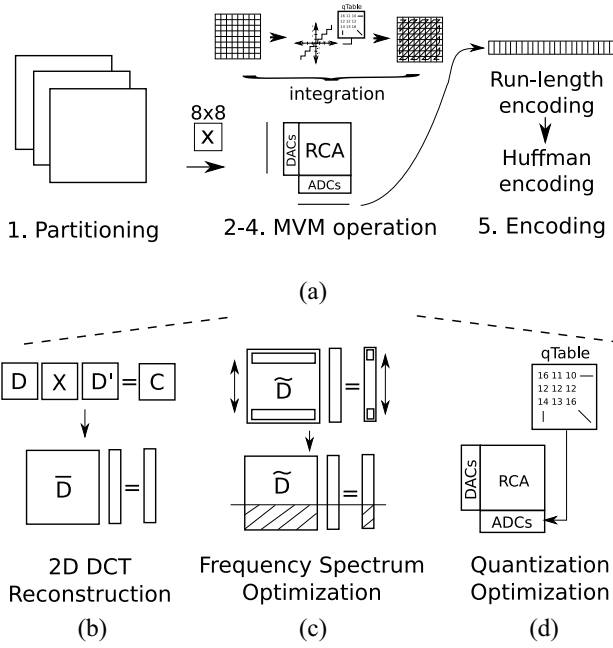 qTable
16 11 10
12 12 12
14 13 16
integration
8x8
X
DACs
RCA
ADCs
Run-length
encoding
Huffman
encoding
1. Partitioning
2-4. MVM operation
5. Encoding
(a)
D X D' = C
D̅ =
2D DCT
Reconstruction
(b)
D̃ =
D̃ =
Frequency Spectrum
Optimization
(c)
qTable
16 11 10
12 12 12
14 13 16
DACs
RCA
ADCs
Quantization
Optimization
(d)